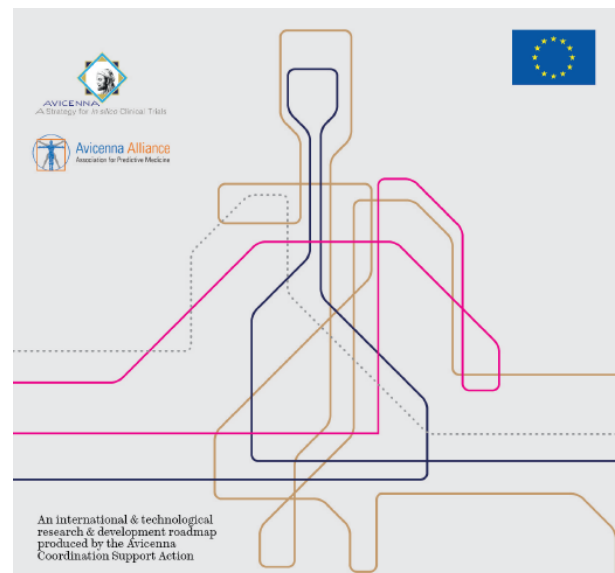 AVICENNA
A Strategy for In silico Clinical Trials
Avicenna Alliance
Association for Predictive Medicine
An international & technological
research & development roadmap
produced by the Avicenna
Coordination Support Action